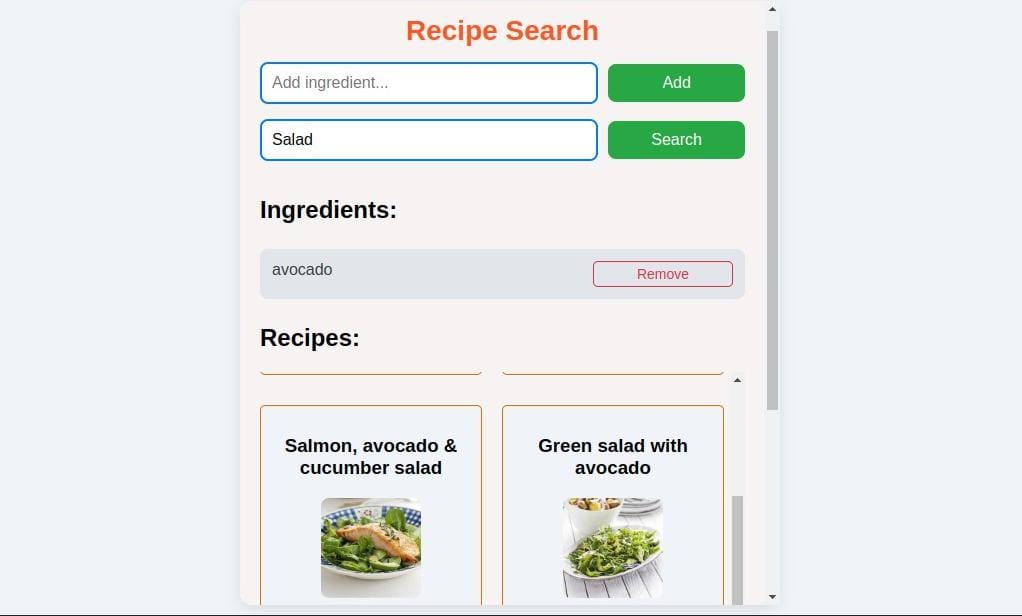 Recipe Search
Add ingredient...
Add
Salad
Search
Ingredients:
avocado
Remove
Recipes:
Salmon, avocado &
cucumber salad
Green salad with
avocado